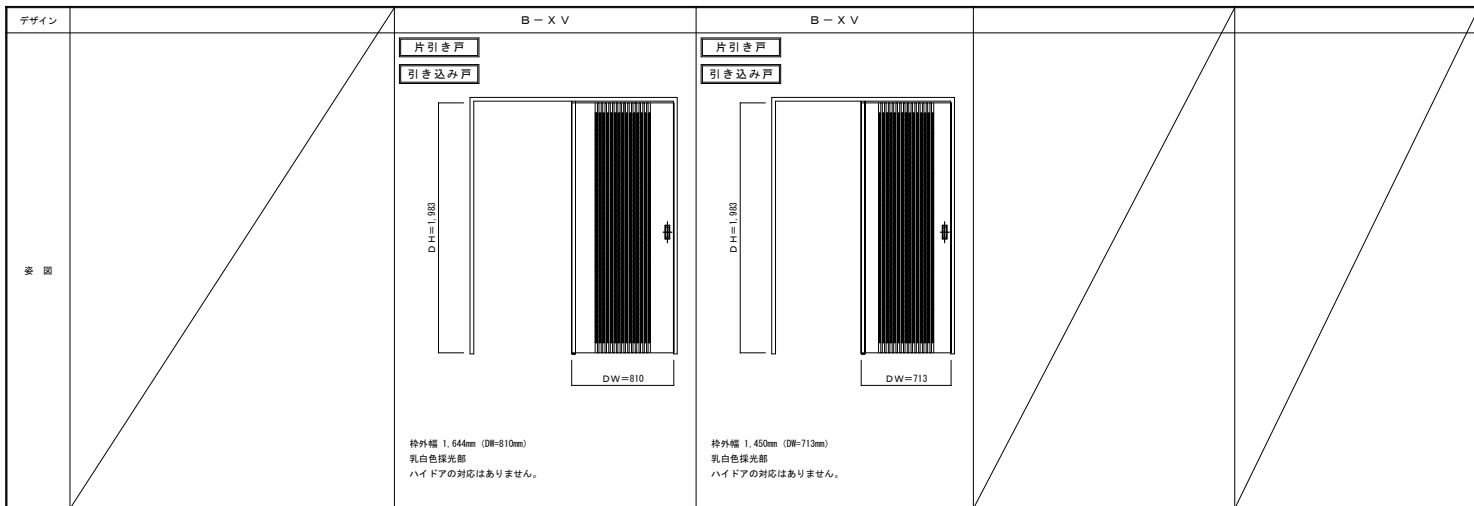 デザイン
B－XV
B－XV
片引き戸
引き込み戸
片引き戸
引き込み戸
DH=1,983
DH=1,983
姿 図
DW=810
DW=713
枠外幅 1,644mm (DW=810mm)
乳白色採光部
ハイドアの対応はありません。
枠外幅 1,450mm (DW=713mm)
乳白色採光部
ハイドアの対応はありません。